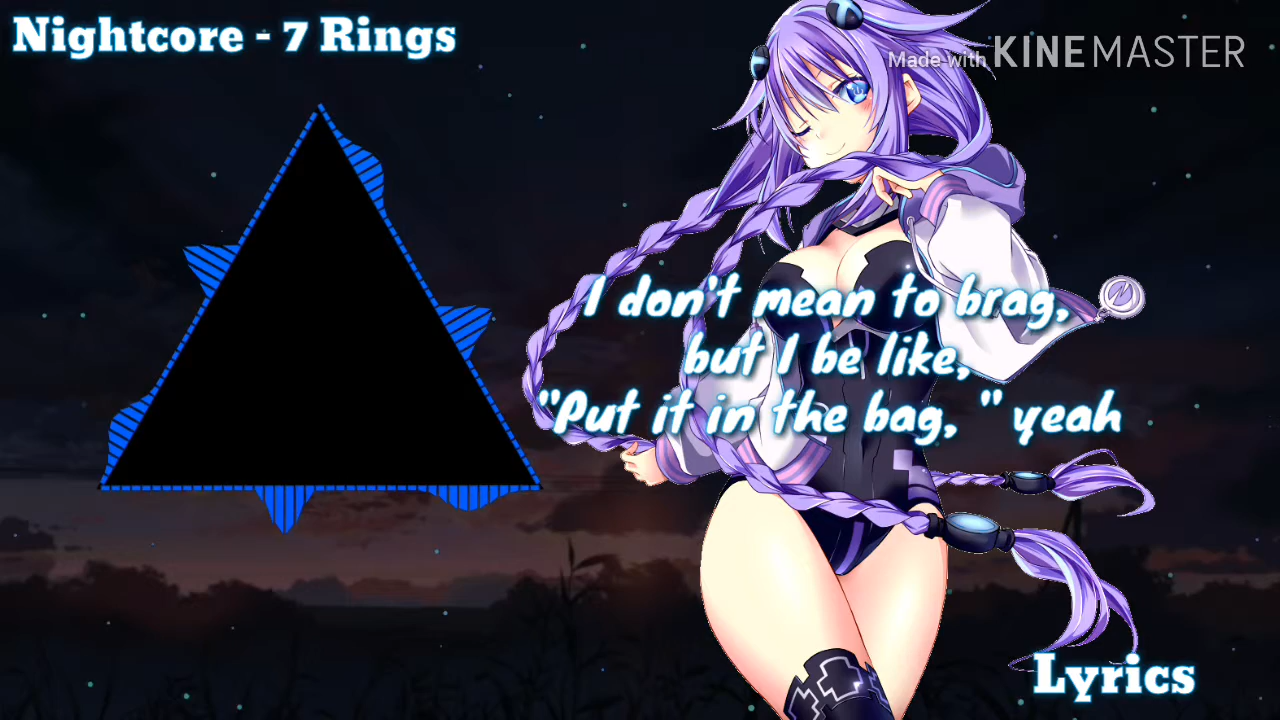 Nightcore - 7 Rings
Made with KINEMASTER
I don't mean to brag,
but I be like,
"Put it in the bag, " yeah
Lyrics